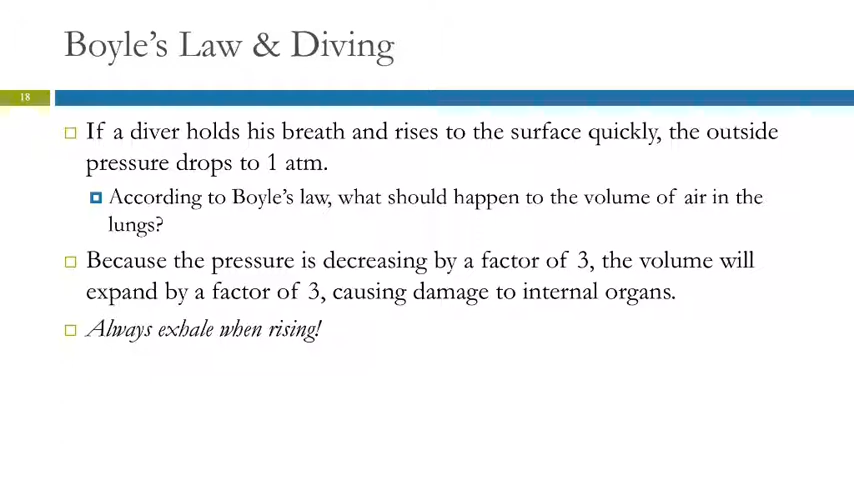 Boyle's Law & Diving
18
If a diver holds his breath and rises to the surface quickly, the outside
pressure drops to 1 atm.
According to Boyle's law, what should happen to the volume of air in the
lungs?
Because the pressure is decreasing by a factor of 3, the volume will
expand by a factor of 3, causing damage to internal organs.
Always exhale when rising!